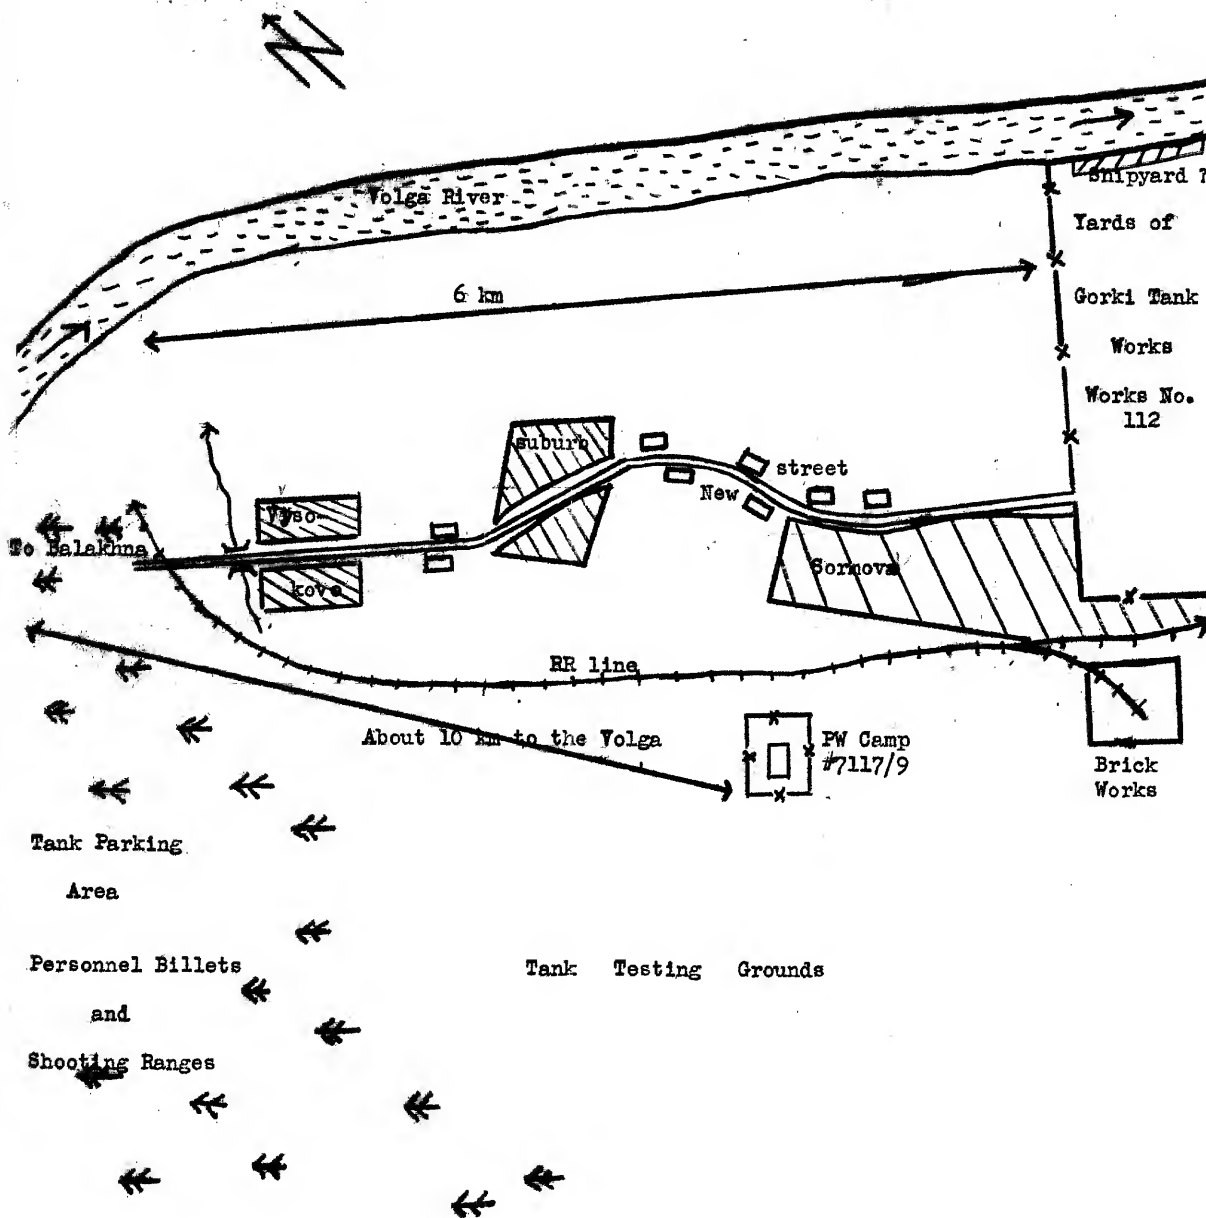 N
Volga River
Shipyard ?
Yards of
6 km
Gorki Tank
Works
Works No.
112
suburb
street
New
Vyso-
To Balakhna
kovo
Sormova
RR line
About 10 km to the Volga
PW Camp
#7117/9
Brick
Works
Tank Parking
Area
Personnel Billets
and
Shooting Ranges
Tank Testing Grounds